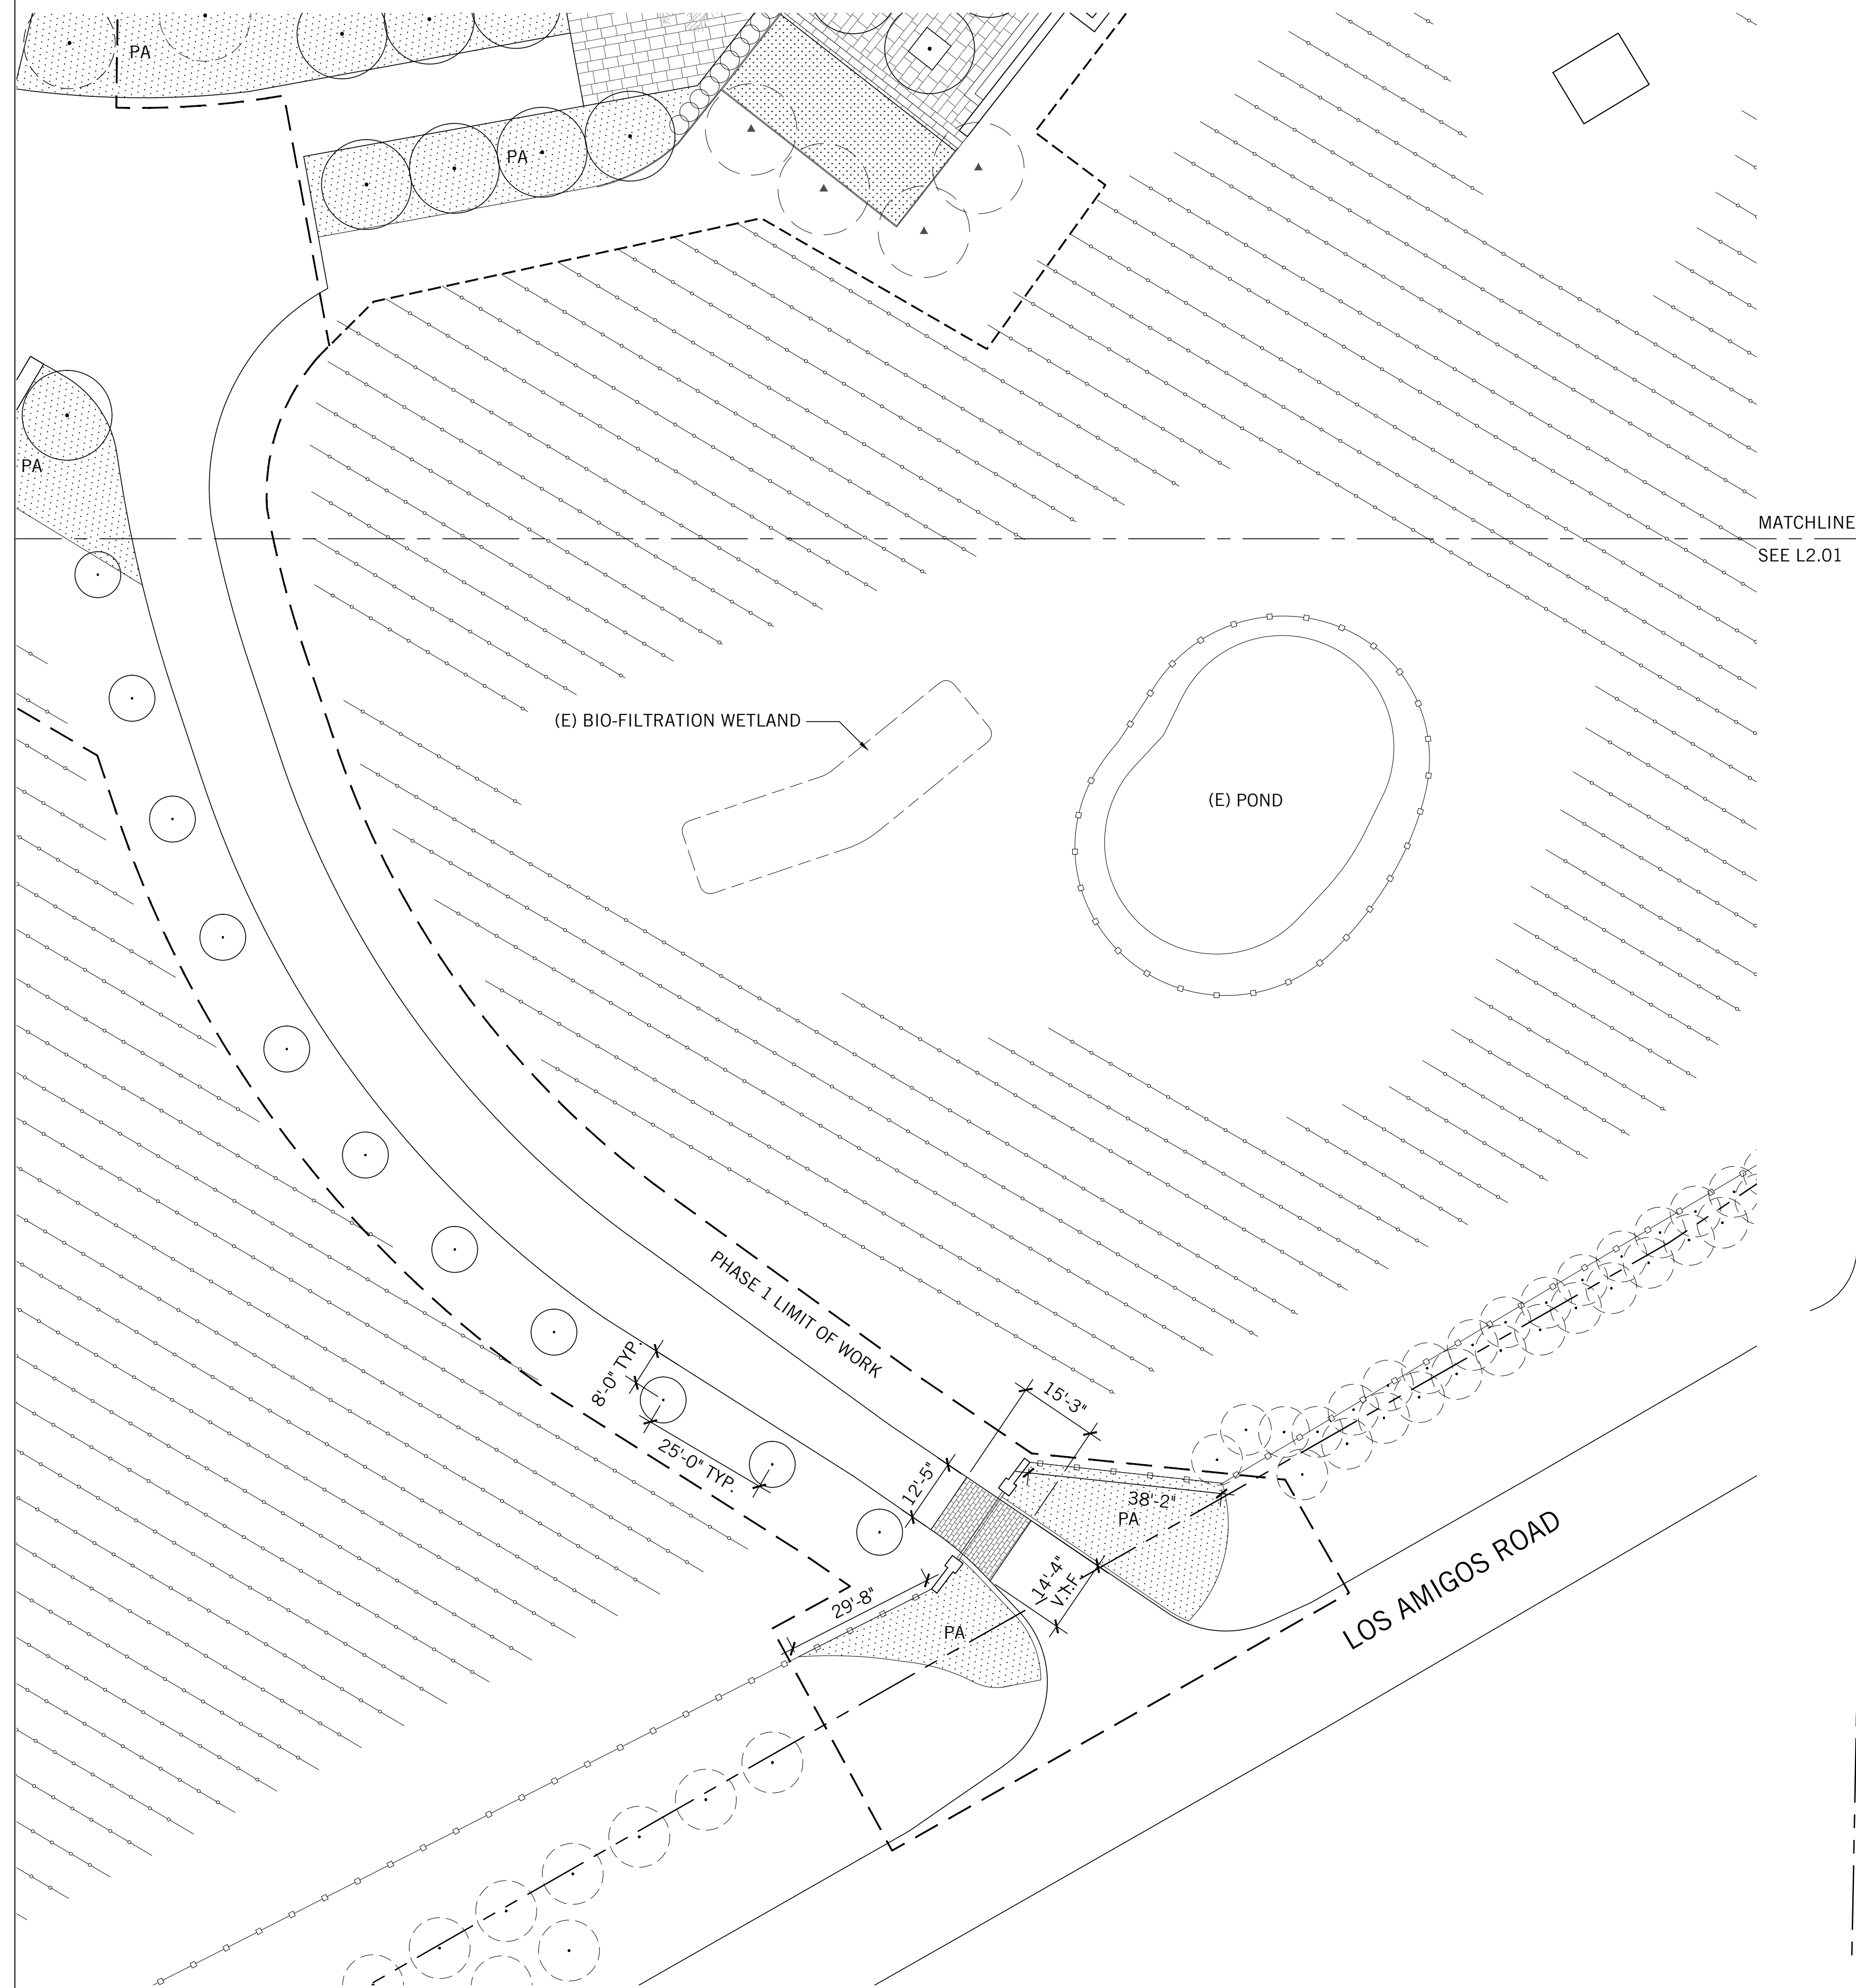 PA
PA
PA
MATCHLINE
SEE L2.01
(E) BIO-FILTRATION WETLAND
(E) POND
PHASE 1 LIMIT OF WORK
8'-0" TYP.
25'-0" TYP.
15'-3"
12'-5"
38'-2"
PA
14'-4"
V.I.F.
29'-8"
PA
LOS AMIGOS ROAD